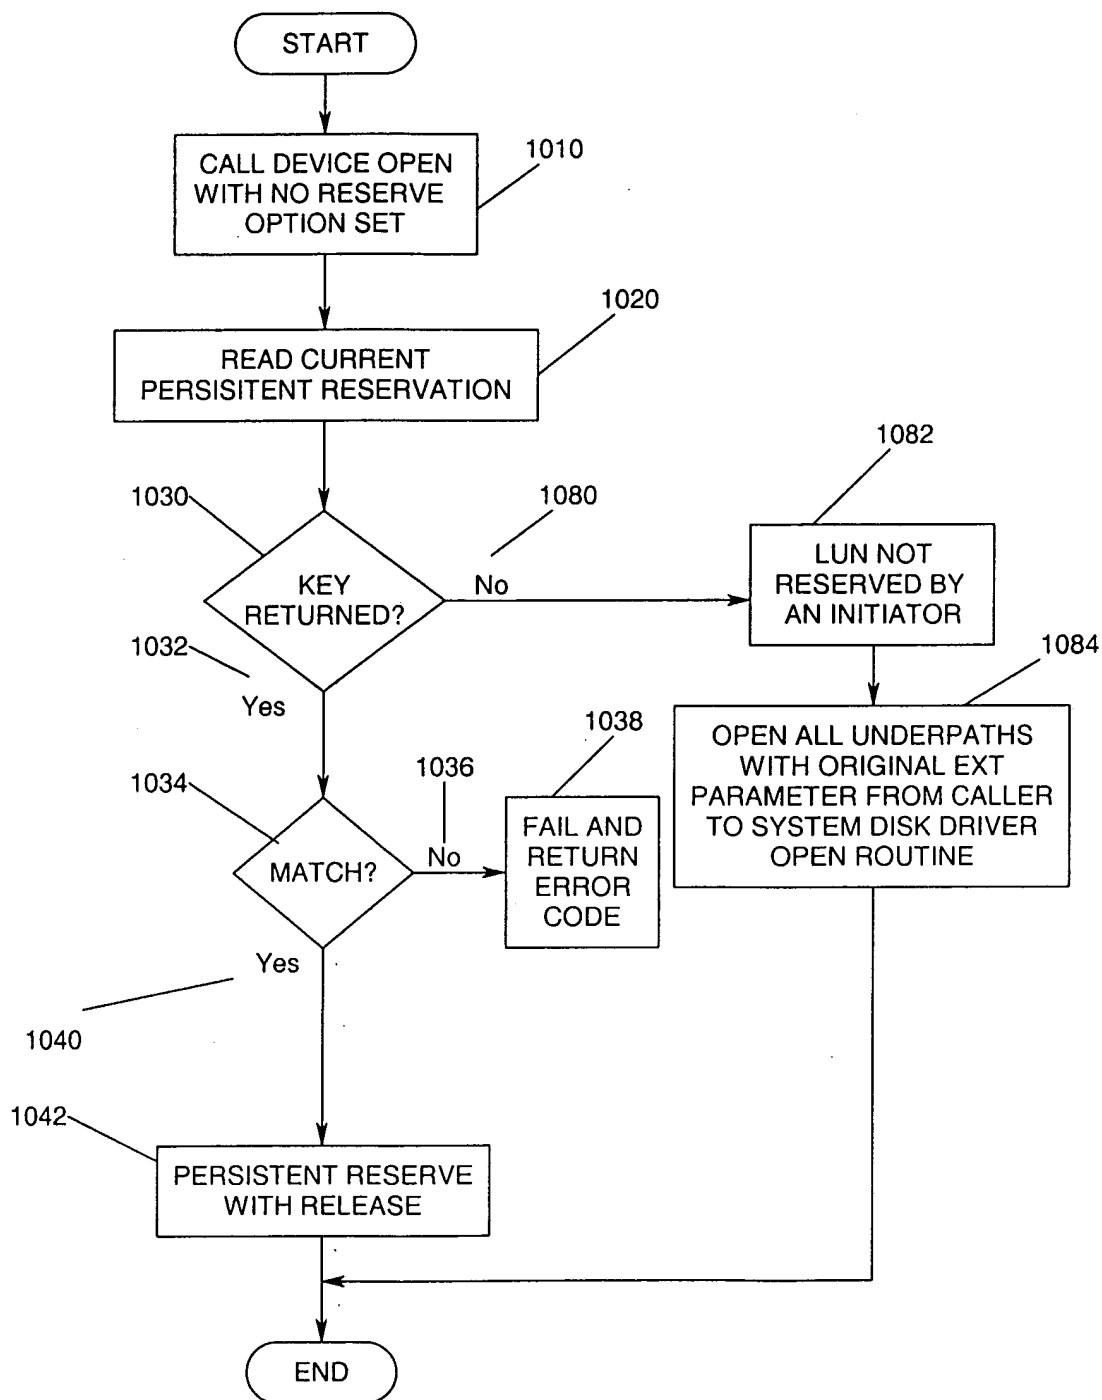 START
CALL DEVICE OPEN
WITH NO RESERVE
OPTION SET
1010
1020
READ CURRENT
PERSISITENT RESERVATION
1030
KEY
RETURNED?
1080
No
1082
LUN NOT
RESERVED BY
AN INITIATOR
1032
Yes
1084
OPEN ALL UNDERPATHS
WITH ORIGINAL EXT
PARAMETER FROM CALLER
TO SYSTEM DISK DRIVER
OPEN ROUTINE
1034
MATCH?
1036
No
1038
FAIL AND
RETURN
ERROR
CODE
Yes
1040
1042
PERSISTENT RESERVE
WITH RELEASE
END